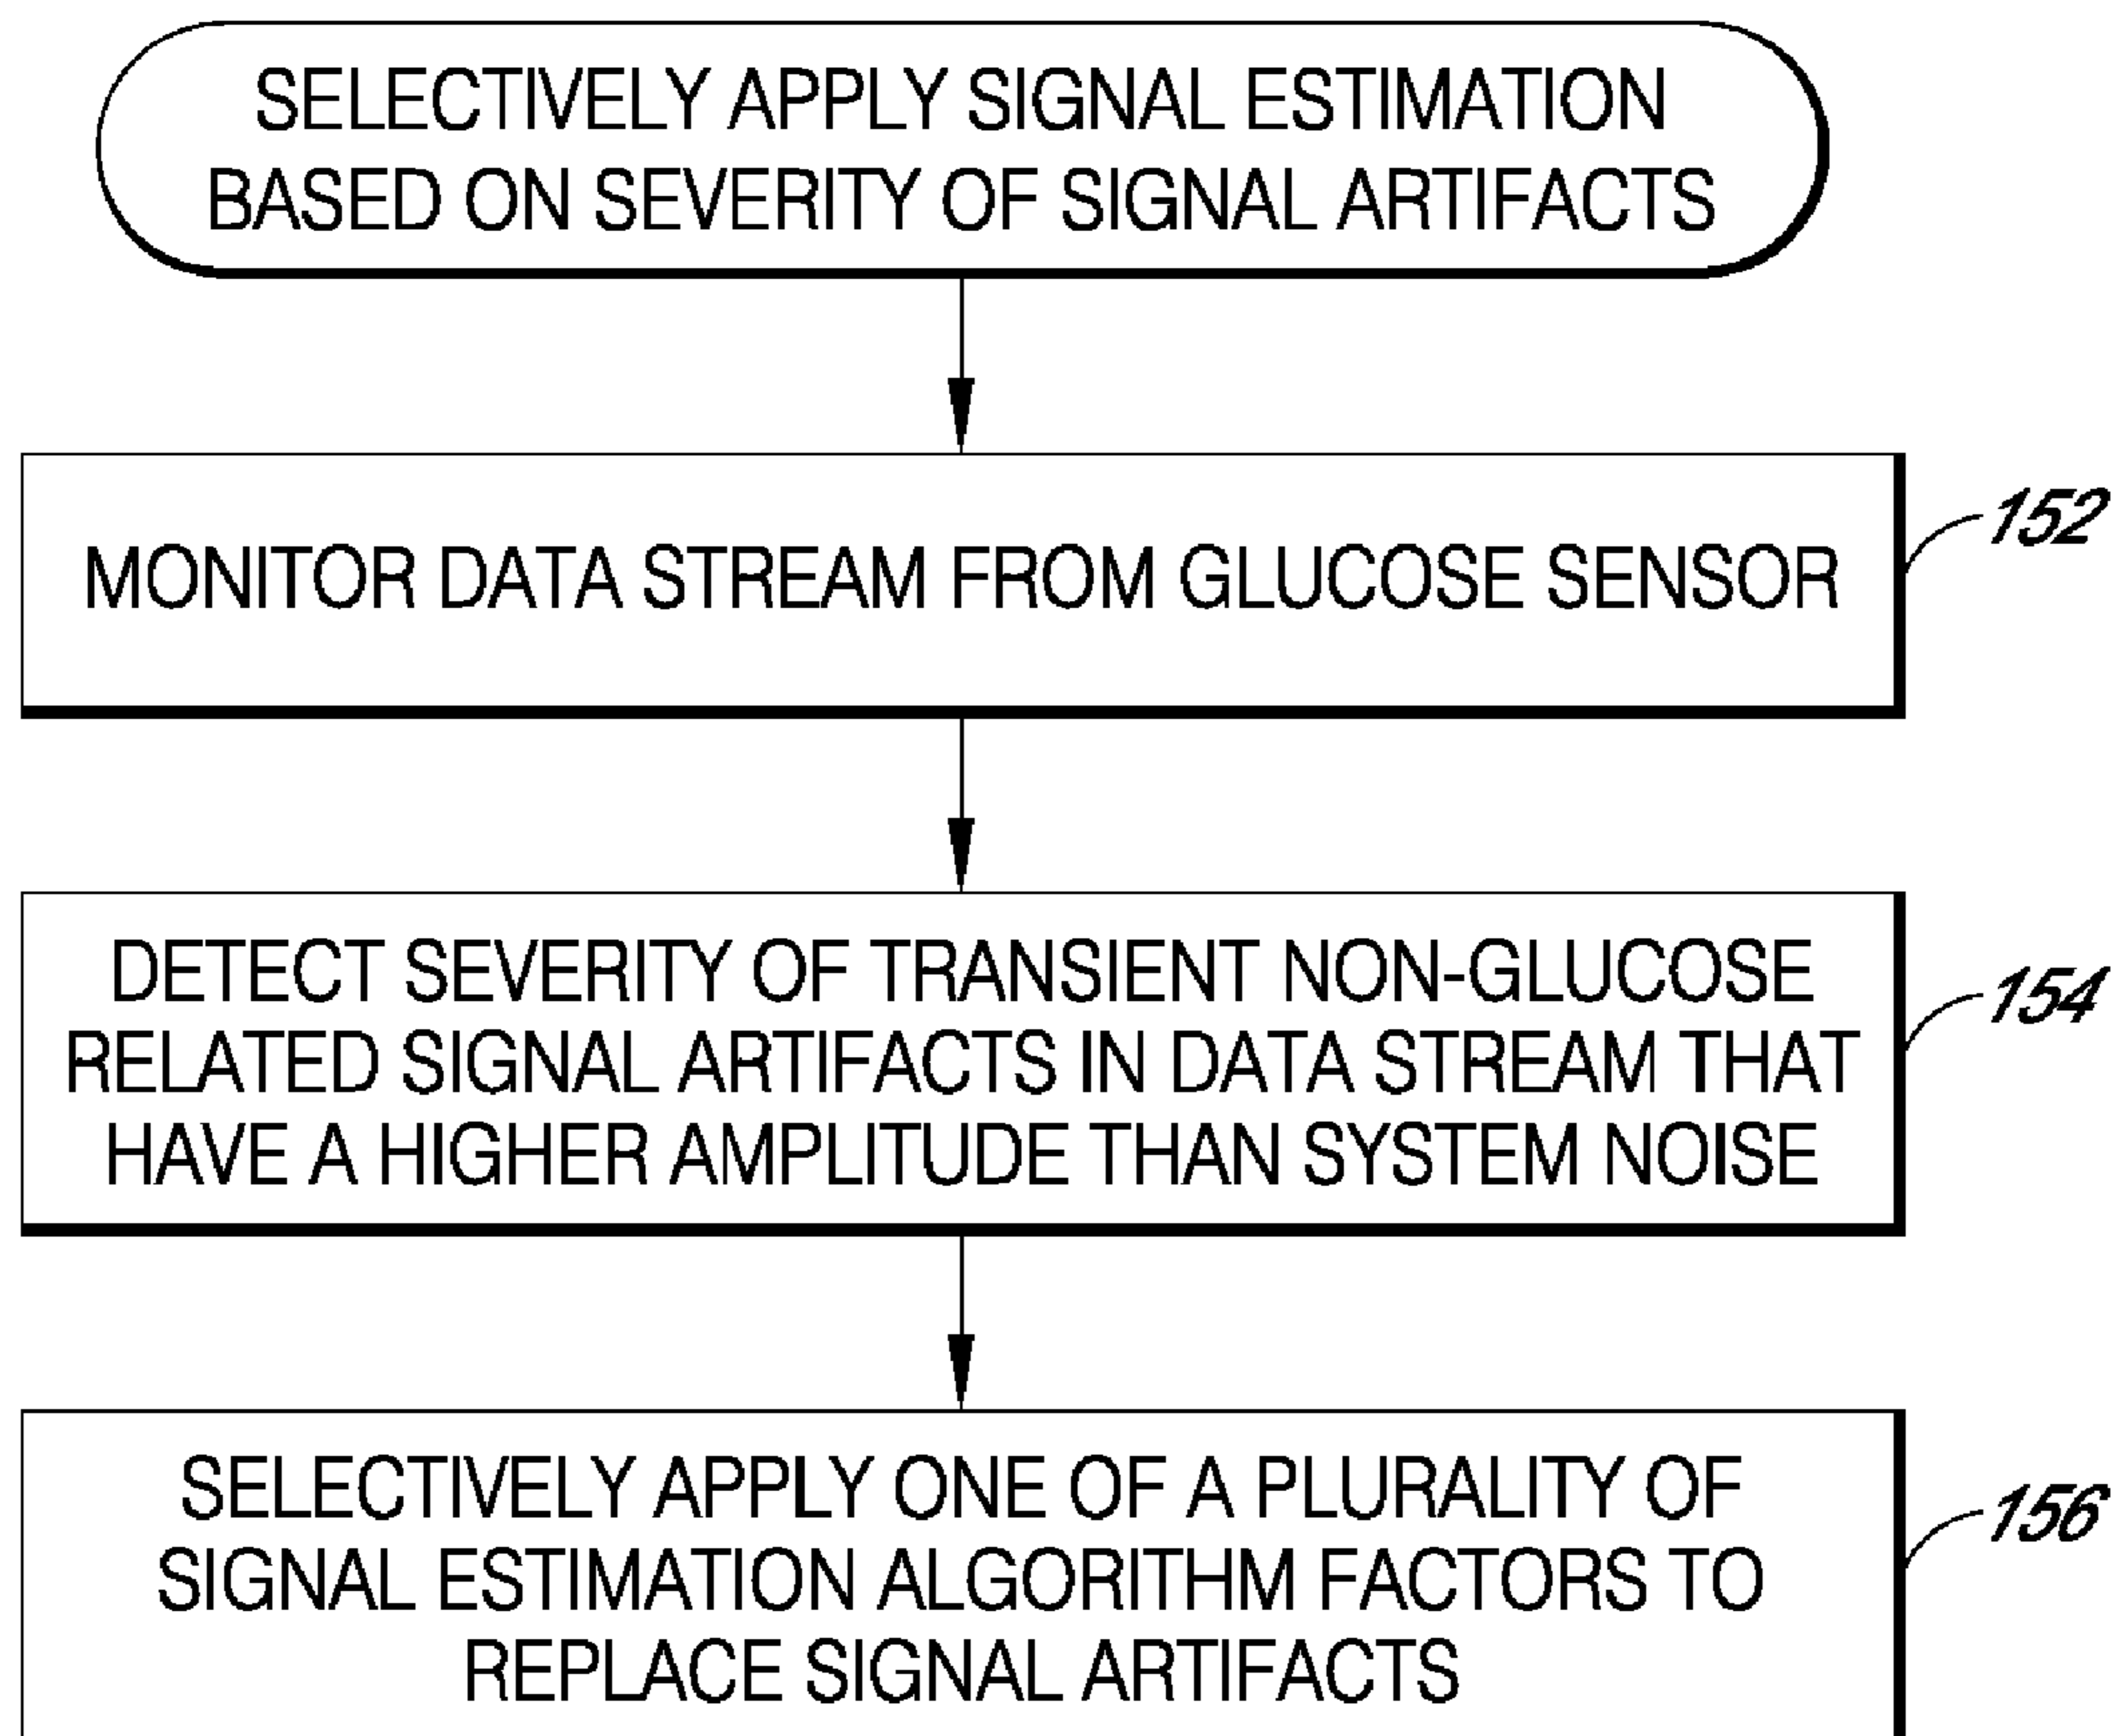 SELECTIVELY APPLY SIGNAL ESTIMATION
BASED ON SEVERITY OF SIGNAL ARTIFACTS
MONITOR DATA STREAM FROM GLUCOSE SENSOR
152
DETECT SEVERITY OF TRANSIENT NON-GLUCOSE
RELATED SIGNAL ARTIFACTS IN DATA STREAM THAT
HAVE A HIGHER AMPLITUDE THAN SYSTEM NOISE
154
SELECTIVELY APPLY ONE OF A PLURALITY OF
SIGNAL ESTIMATION ALGORITHM FACTORS TO
REPLACE SIGNAL ARTIFACTS
156